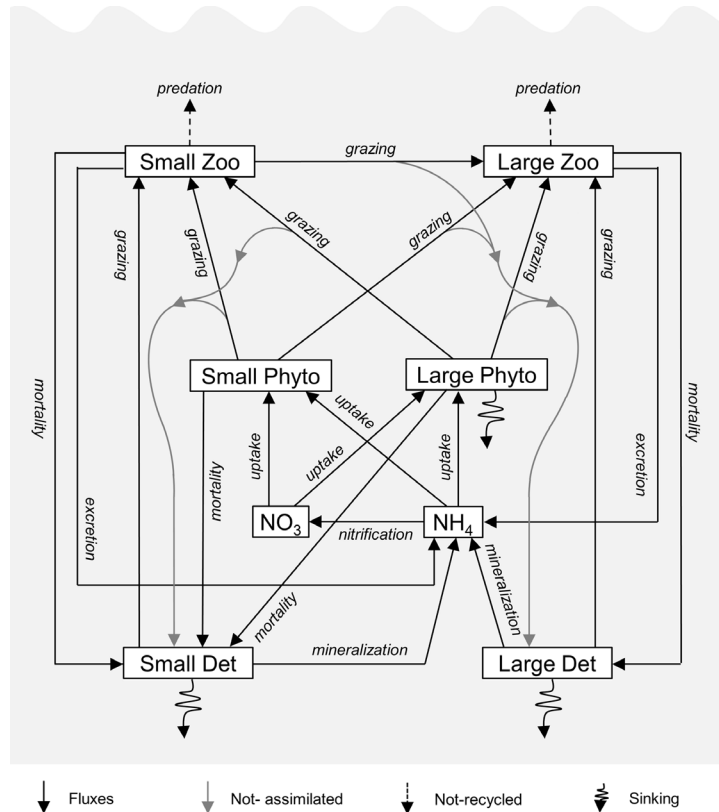 predation
predation
Small Zoo
grazing
Large Zoo
grazing
grazing
grazing
grazing
grazing
grazing
Small Phyto
Large Phyto
mortality
mortality
uptake
uptake
uptake
uptake
mortality
excretion
excretion
NO3
nitrification
NH4
mineralization
mortality
mineralization
Small Det
Large Det
Fluxes
Not- assimilated
Not-recycled
Sinking